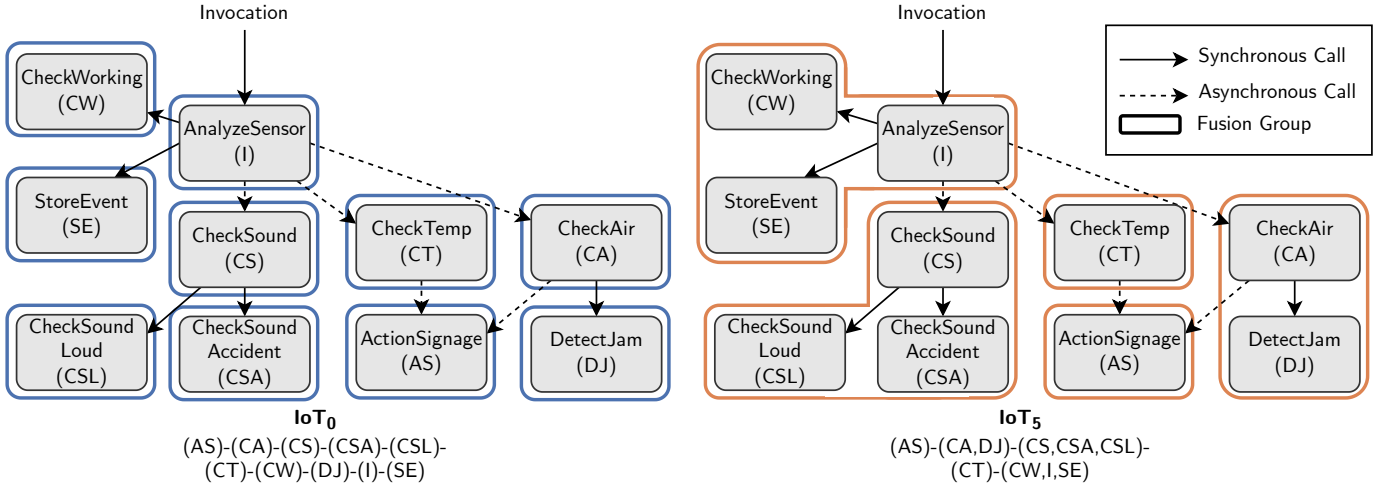 Invocation
CheckWorking
(CW)
AnalyzeSensor
(I)
StoreEvent
(SE)
CheckSound
(CS)
CheckTemp
(CT)
CheckAir
(CA)
CheckSound
Loud
(CSL)
CheckSound
Accident
(CSA)
ActionSignage
(AS)
DetectJam
(DJ)
IoT0
(AS)-(CA)-(CS)-(CSA)-(CSL)-
(CT)-(CW)-(DJ)-(I)-(SE)
Invocation
CheckWorking
(CW)
AnalyzeSensor
(I)
StoreEvent
(SE)
CheckSound
(CS)
CheckTemp
(CT)
CheckAir
(CA)
CheckSound
Loud
(CSL)
CheckSound
Accident
(CSA)
ActionSignage
(AS)
DetectJam
(DJ)
IoT5
(AS)-(CA,DJ)-(CS,CSA,CSL)-
(CT)-(CW,I,SE)
Synchronous Call
Asynchronous Call
Fusion Group